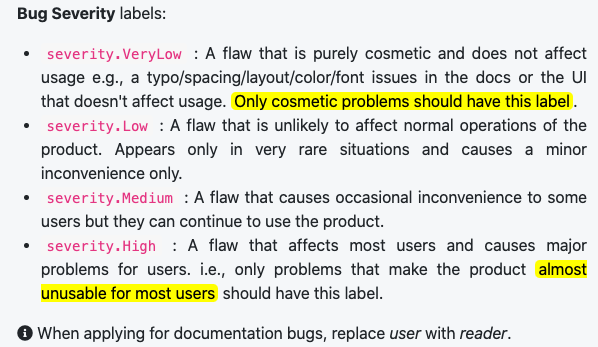 Bug Severity labels:
• severity.VeryLow : A flaw that is purely cosmetic and does not affect
usage e.g., a typo/spacing/layout/color/font issues in the docs or the UI
that doesn't affect usage. Only cosmetic problems should have this label.
• severity.Low : A flaw that is unlikely to affect normal operations of the
product. Appears only in very rare situations and causes a minor
inconvenience only.
• severity.Medium : A flaw that causes occasional inconvenience to some
users but they can continue to use the product.
• severity.High : A flaw that affects most users and causes major
problems for users. i.e., only problems that make the product almost
unusable for most users should have this label.
When applying for documentation bugs, replace user with reader.